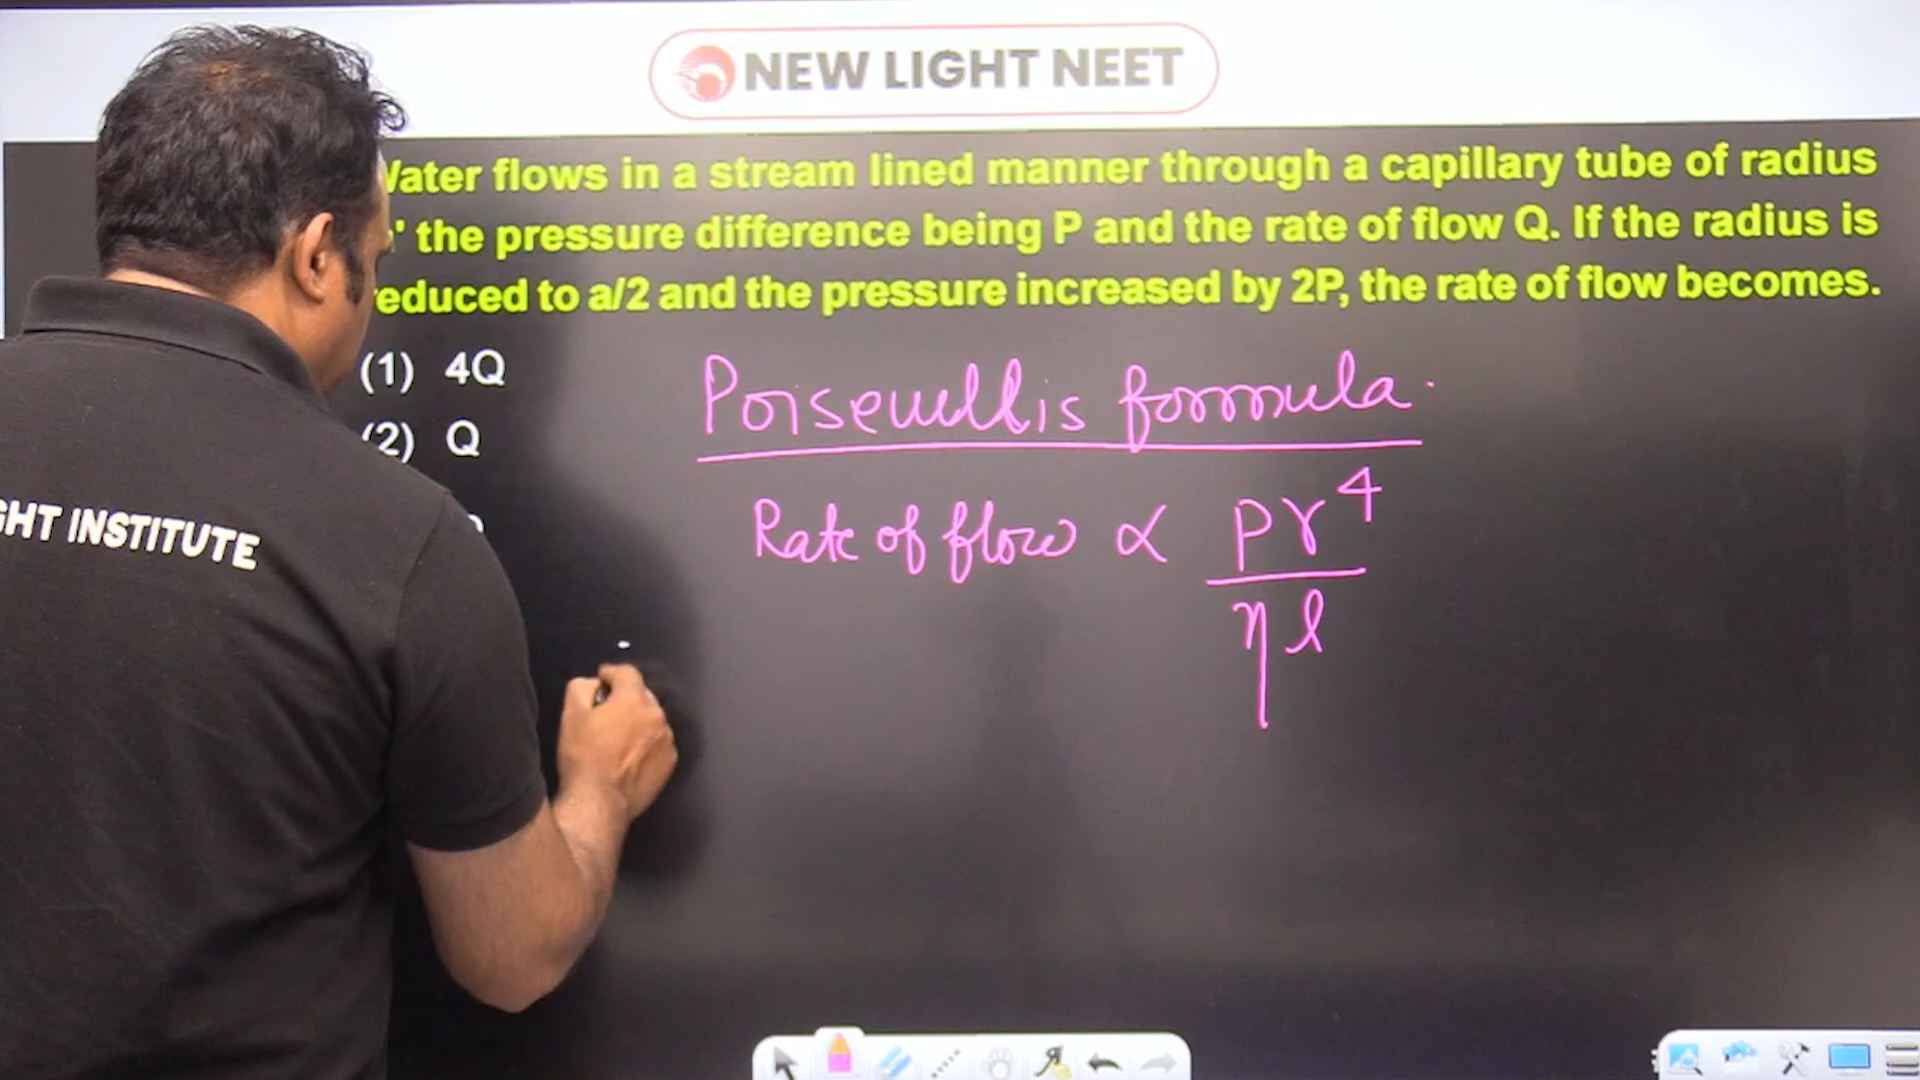 NEW LIGHT NEET
Water flows in a stream lined manner through a capillary tube of radius
' the pressure difference being P and the rate of flow Q. If the radius is
reduced to a/2 and the pressure increased by 2P, the rate of flow becomes.
(1) 4Q
(2) Q
Poiseullis formula.
Rate of flow ∝ Pr⁴
ηl
GHT INSTITUTE